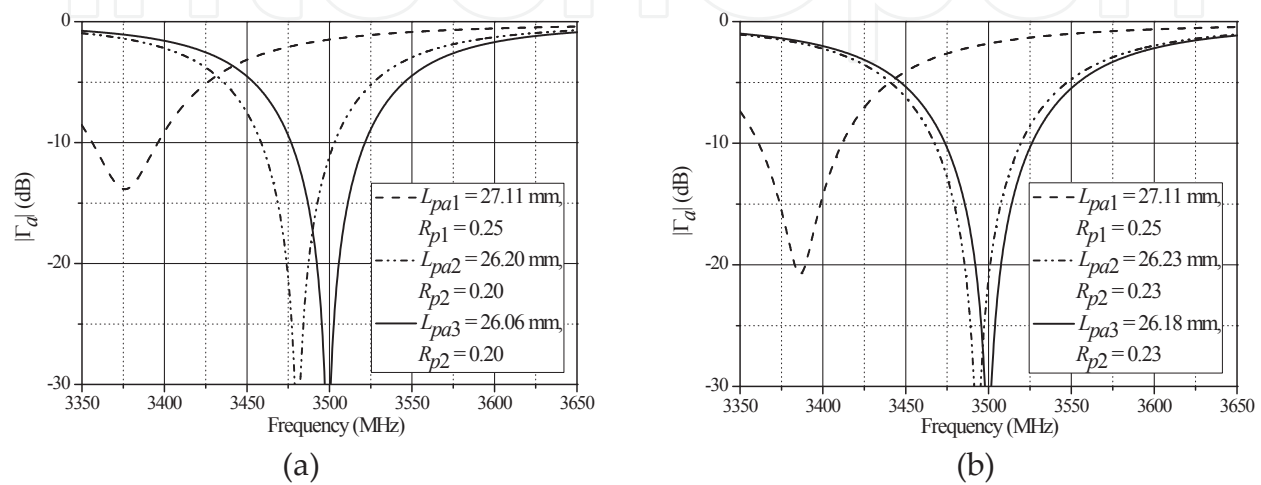 0
-10
-20
-30
|Γa| (dB)
Lpa1 = 27.11 mm,
Rp1 = 0.25
Lpa2 = 26.20 mm,
Rp2 = 0.20
Lpa3 = 26.06 mm,
Rp2 = 0.20
3350 3400 3450 3500 3550 3600 3650
Frequency (MHz)
(a)
0
-10
-20
-30
|Γa| (dB)
Lpa1 = 27.11 mm,
Rp1 = 0.25
Lpa2 = 26.23 mm,
Rp2 = 0.23
Lpa3 = 26.18 mm,
Rp2 = 0.23
3350 3400 3450 3500 3550 3600 3650
Frequency (MHz)
(b)